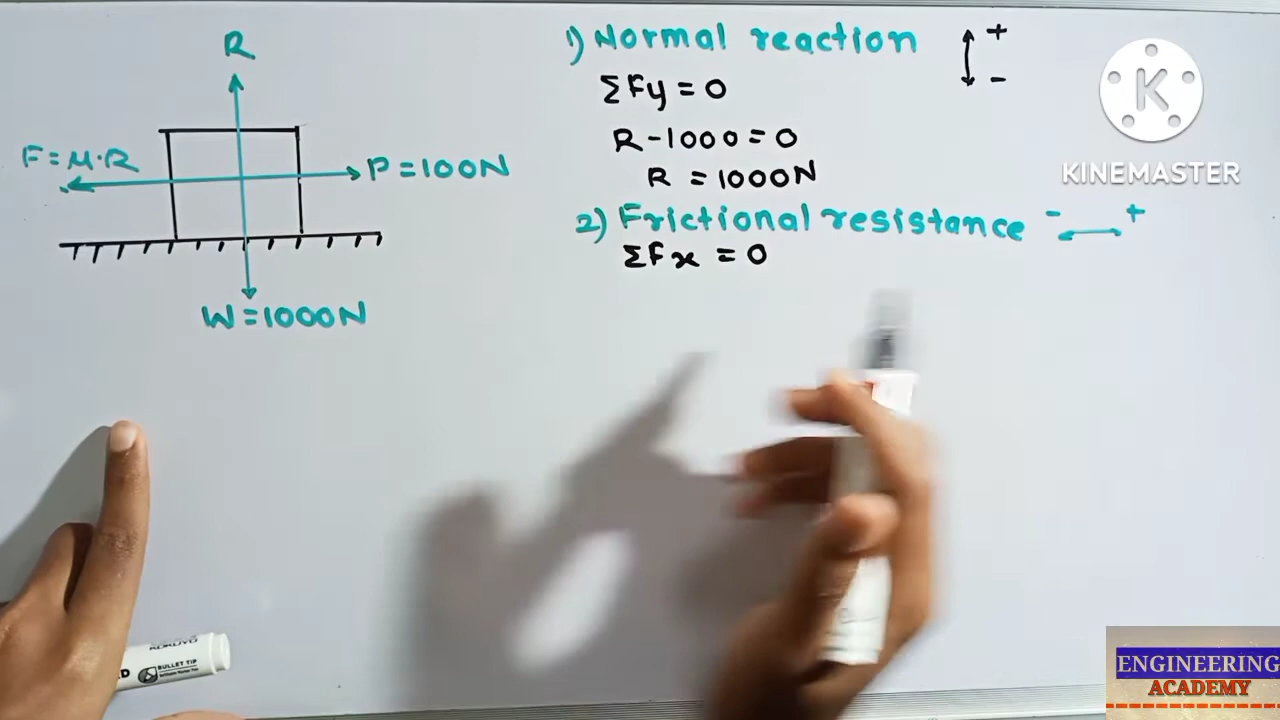 R
F = μ·R
P = 100N
W = 1000N
1) Normal reaction + -
ΣFy = 0
R - 1000 = 0
R = 1000N
2) Frictional resistance - +
ΣFx = 0
K
KINEMASTER
KOKUYO
BULLET TIP
ENGINEERING
ACADEMY